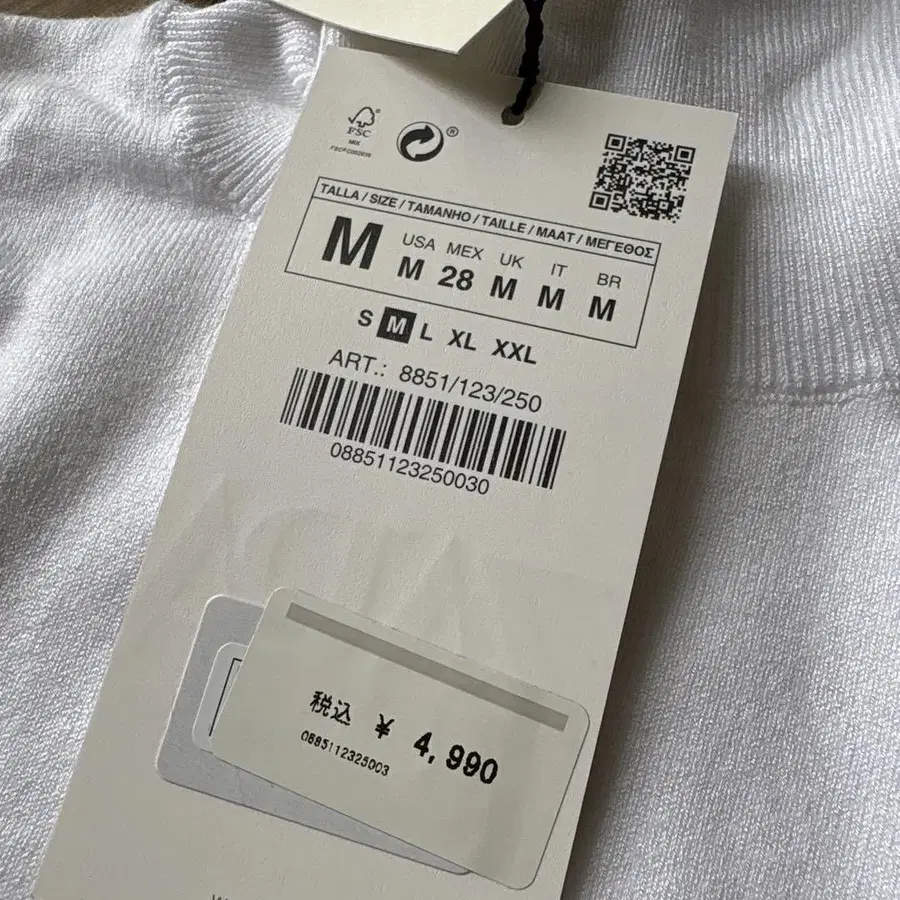 FSC
MIX
®
TALLA / SIZE / TAMANHO / TAILLE / MAAT / ΜΕΓΕΘΟΣ
M
USA MEX UK IT BR
M 28 M M M
S M L XL XXL
ART.: 8851/123/250
08851123250030
税込 ¥ 4,990
0885112325003